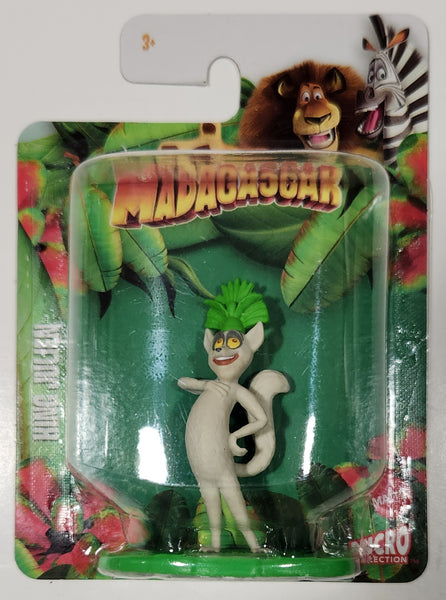 3+
MADAGASCAR
KING JULIEN
MICRO
COLLECTION